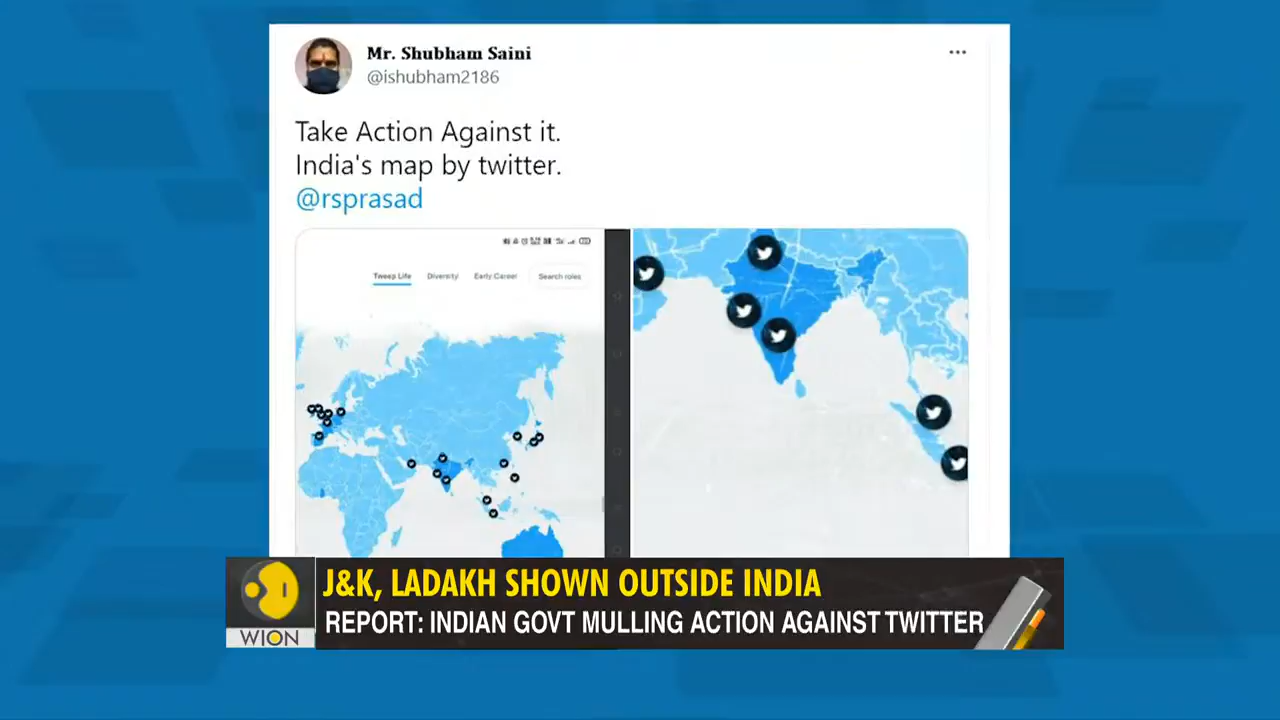 Mr. Shubham Saini
@ishubham2186
Take Action Against it.
India's map by twitter.
@rsprasad
Tweep Life Diversity Early Career Search roles
J&K, LADAKH SHOWN OUTSIDE INDIA
REPORT: INDIAN GOVT MULLING ACTION AGAINST TWITTER
WION